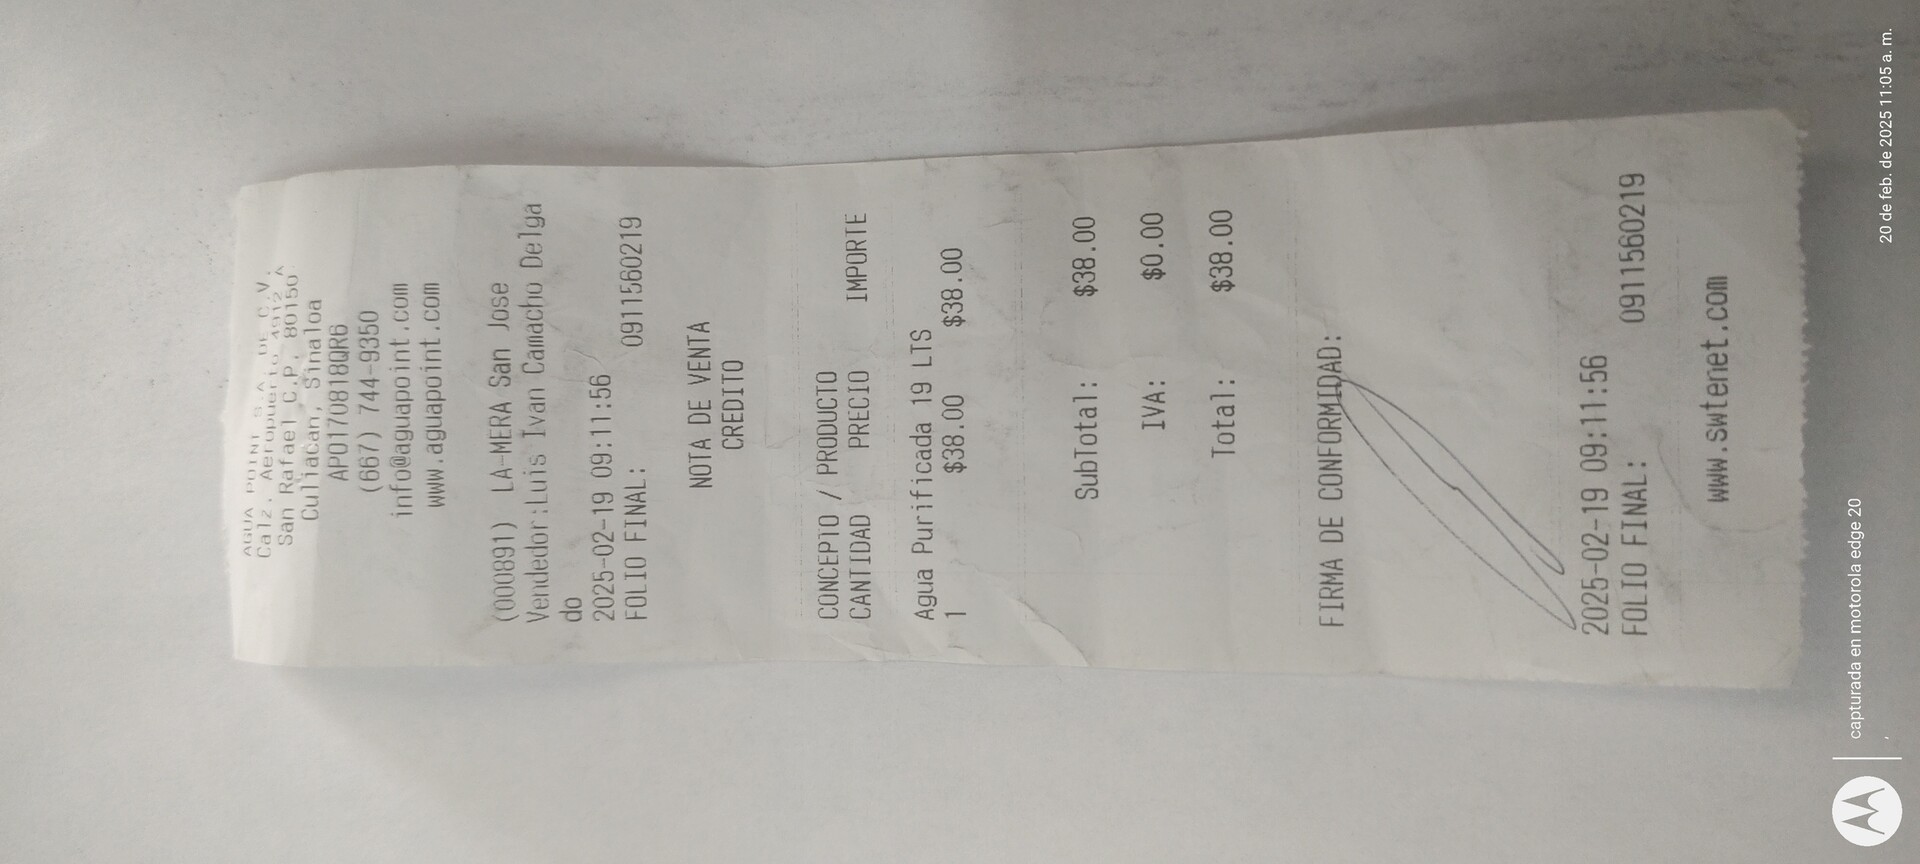 AGUA POINT S.A. DE C.V.
Calz. Aeropuerto 4912 A
San Rafael C.P. 80150
Culiacan, Sinaloa
APO170818QR6
(667) 744-9350
info@aguapoint.com
www.aguapoint.com
(000891) LA-MERA San Jose
Vendedor:Luis Ivan Camacho Delga
do
2025-02-19 09:11:56
FOLIO FINAL: 0911560219
NOTA DE VENTA
CREDITO
CONCEPTO / PRODUCTO
CANTIDAD PRECIO IMPORTE
Agua Purificada 19 LTS
1 $38.00 $38.00
SubTotal: $38.00
IVA: $0.00
Total: $38.00
FIRMA DE CONFORMIDAD:
2025-02-19 09:11:56
FOLIO FINAL: 0911560219
www.swtenet.com
capturada en motorola edge 20
, 20 de feb. de 2025 11:05 a. m.